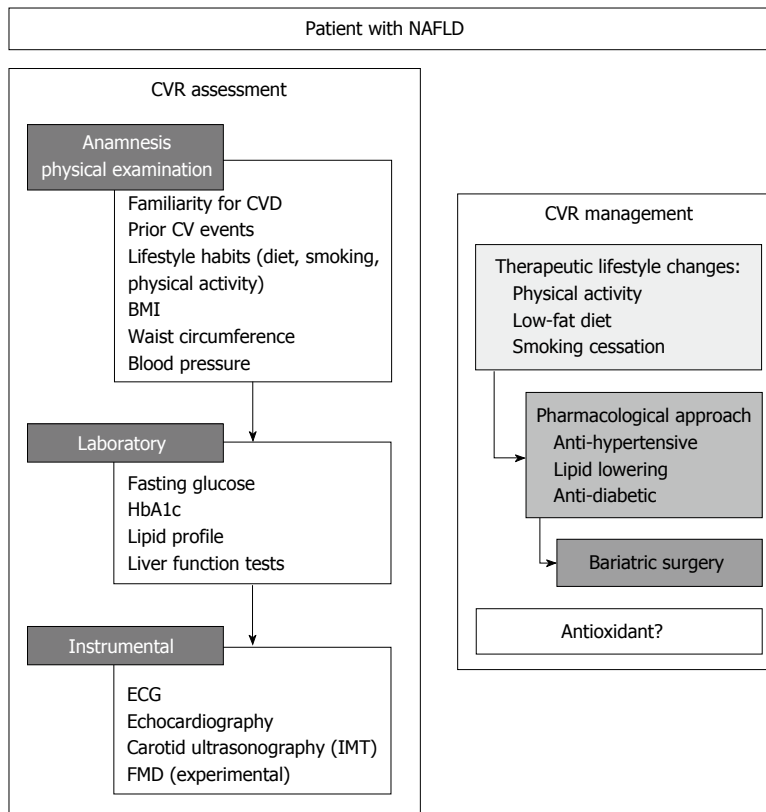 Patient with NAFLD
CVR assessment
Anamnesis
physical examination
Familiarity for CVD
Prior CV events
Lifestyle habits (diet, smoking,
physical activity)
BMI
Waist circumference
Blood pressure
Laboratory
Fasting glucose
HbA1c
Lipid profile
Liver function tests
Instrumental
ECG
Echocardiography
Carotid ultrasonography (IMT)
FMD (experimental)
CVR management
Therapeutic lifestyle changes:
Physical activity
Low-fat diet
Smoking cessation
Pharmacological approach
Anti-hypertensive
Lipid lowering
Anti-diabetic
Bariatric surgery
Antioxidant?